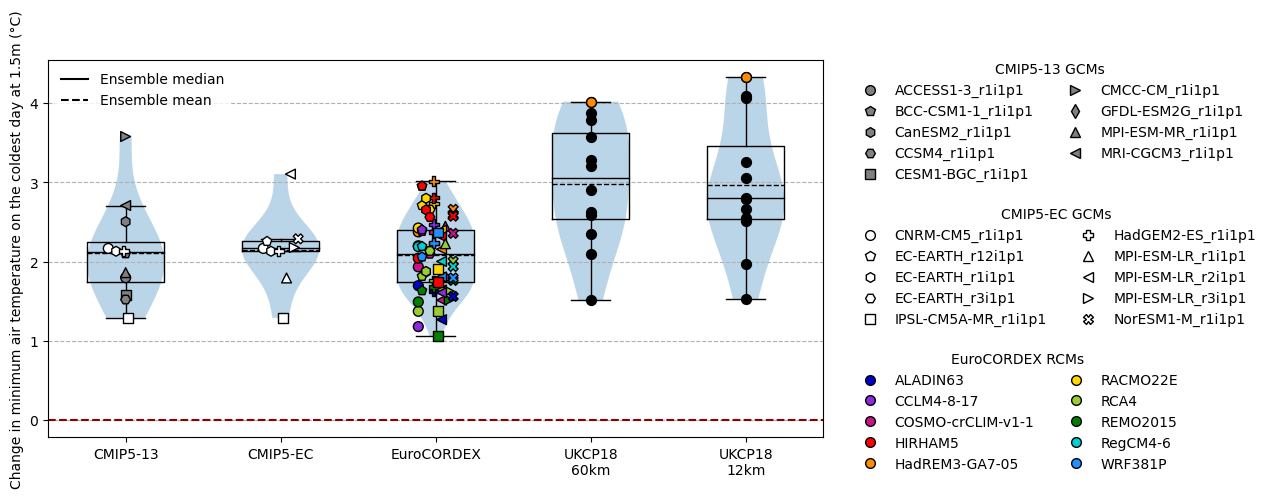 Change in minimum air temperature on the coldest day at 1.5m (°C)
Ensemble median
Ensemble mean
4
3
2
1
0
CMIP5-13
CMIP5-EC
EuroCORDEX
UKCP18
60km
UKCP18
12km
CMIP5-13 GCMs
ACCESS1-3_r1i1p1
BCC-CSM1-1_r1i1p1
CanESM2_r1i1p1
CCSM4_r1i1p1
CESM1-BGC_r1i1p1
CMCC-CM_r1i1p1
GFDL-ESM2G_r1i1p1
MPI-ESM-MR_r1i1p1
MRI-CGCM3_r1i1p1
CMIP5-EC GCMs
CNRM-CM5_r1i1p1
EC-EARTH_r12i1p1
EC-EARTH_r1i1p1
EC-EARTH_r3i1p1
IPSL-CM5A-MR_r1i1p1
HadGEM2-ES_r1i1p1
MPI-ESM-LR_r1i1p1
MPI-ESM-LR_r2i1p1
MPI-ESM-LR_r3i1p1
NorESM1-M_r1i1p1
EuroCORDEX RCMs
ALADIN63
CCLM4-8-17
COSMO-crCLIM-v1-1
HIRHAM5
HadREM3-GA7-05
RACMO22E
RCA4
REMO2015
RegCM4-6
WRF381P